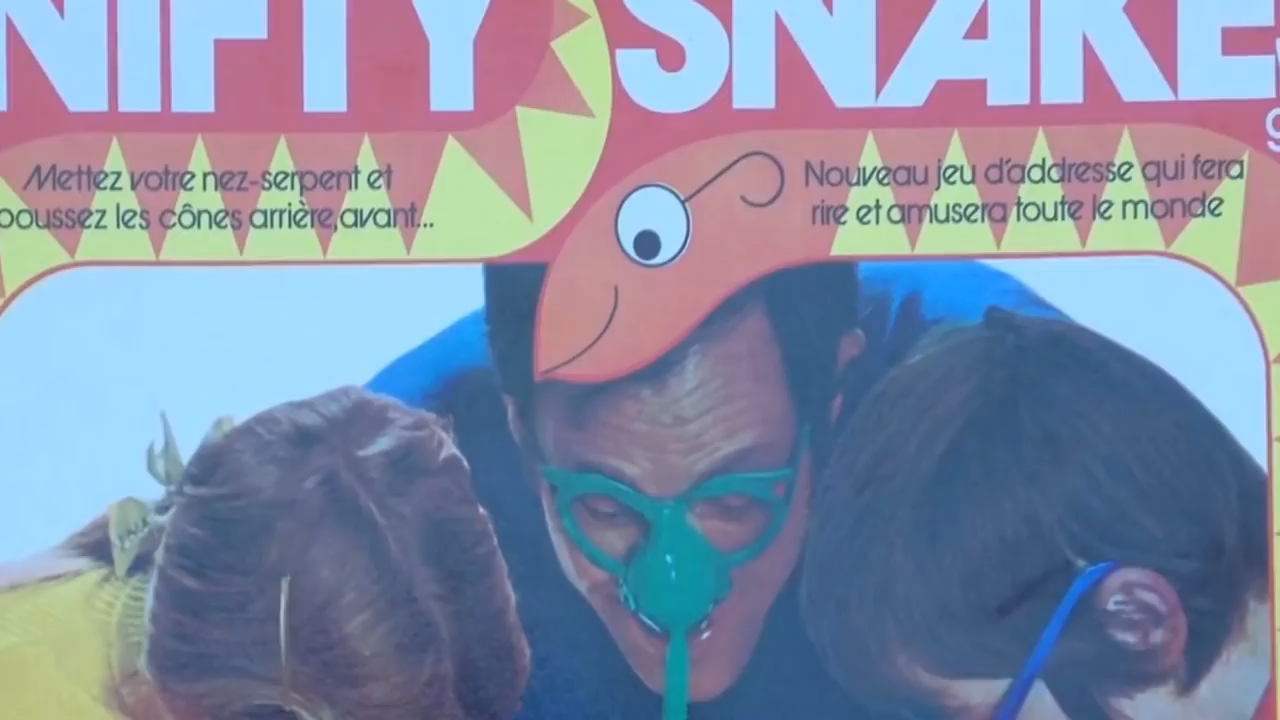 NIFTY SNAKE
Mettez votre nez-serpent et
poussez les cônes arrière,avant...
Nouveau jeu d'addresse qui fera
rire et amusera toute le monde